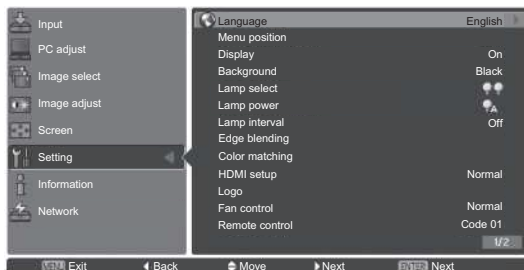 Input
PC adjust
Image select
Image adjust
Screen
Setting
Information
Network
Language English
Menu position
Display On
Background Black
Lamp select
Lamp power A
Lamp interval Off
Edge blending
Color matching
HDMI setup Normal
Logo
Fan control Normal
Remote control Code 01
1/2
MENU Exit Back Move Next ENTER Next